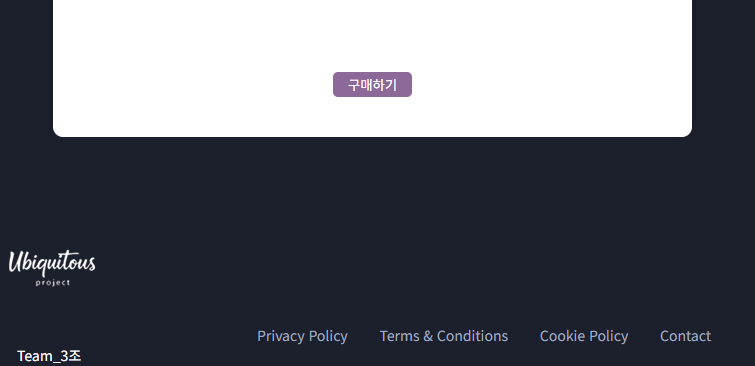 구매하기
Ubiquitous
project
Privacy Policy Terms & Conditions Cookie Policy Contact
Team_3조